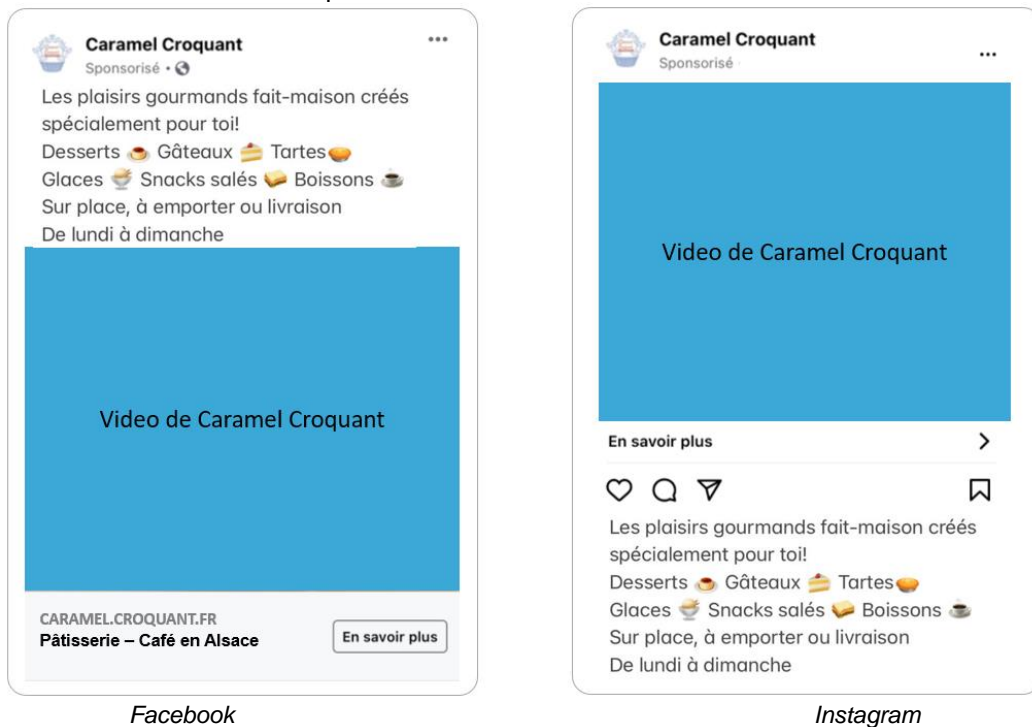 Caramel Croquant
Sponsorisé •
Les plaisirs gourmands fait-maison créés
spécialement pour toi!
Desserts 🍮 Gâteaux 🍰 Tartes🥧
Glaces 🍨 Snacks salés 🥪 Boissons ☕
Sur place, à emporter ou livraison
De lundi à dimanche
Video de Caramel Croquant
CARAMEL.CROQUANT.FR
Pâtisserie – Café en Alsace
En savoir plus
Facebook
Caramel Croquant
Sponsorisé
Video de Caramel Croquant
En savoir plus
Les plaisirs gourmands fait-maison créés
spécialement pour toi!
Desserts 🍮 Gâteaux 🍰 Tartes🥧
Glaces 🍨 Snacks salés 🥪 Boissons ☕
Sur place, à emporter ou livraison
De lundi à dimanche
Instagram